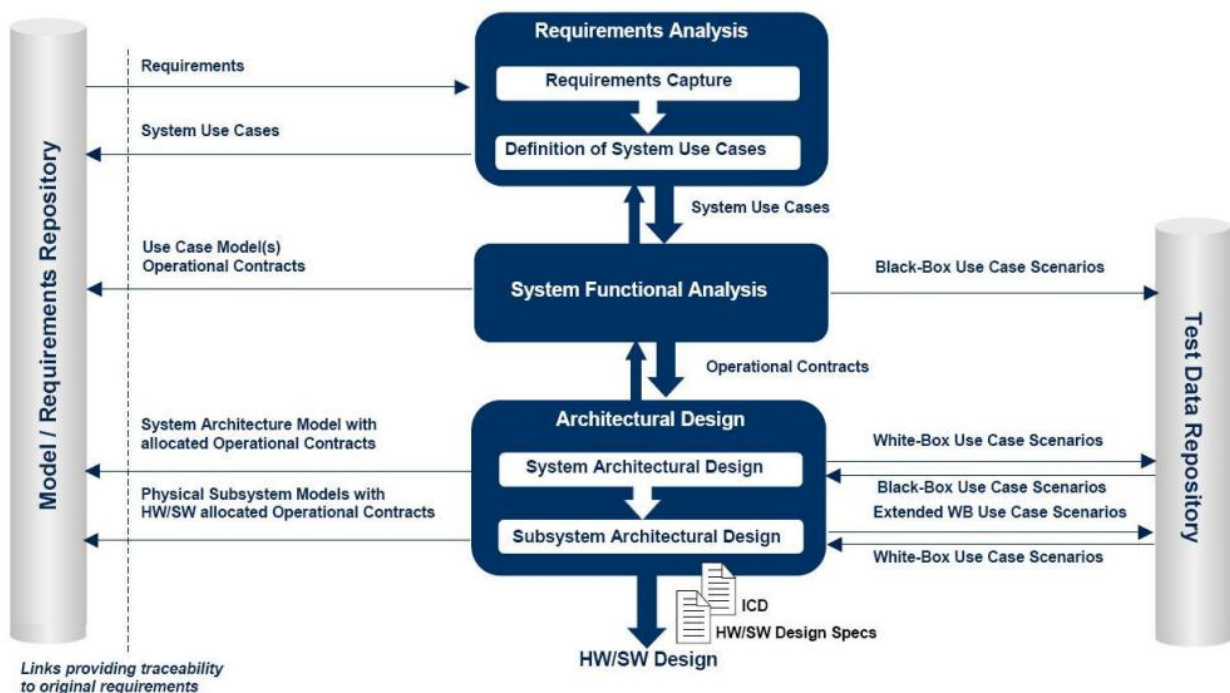 Requirements Analysis
Requirements
Requirements Capture
System Use Cases
Definition of System Use Cases
System Use Cases
Model / Requirements Repository
Use Case Model(s)
Operational Contracts
System Functional Analysis
Black-Box Use Case Scenarios
Test Data Repository
Operational Contracts
Architectural Design
System Architecture Model with
allocated Operational Contracts
System Architectural Design
White-Box Use Case Scenarios
Black-Box Use Case Scenarios
Physical Subsystem Models with
HW/SW allocated Operational Contracts
Subsystem Architectural Design
Extended WB Use Case Scenarios
White-Box Use Case Scenarios
ICD
HW/SW Design Specs
HW/SW Design
Links providing traceability
to original requirements